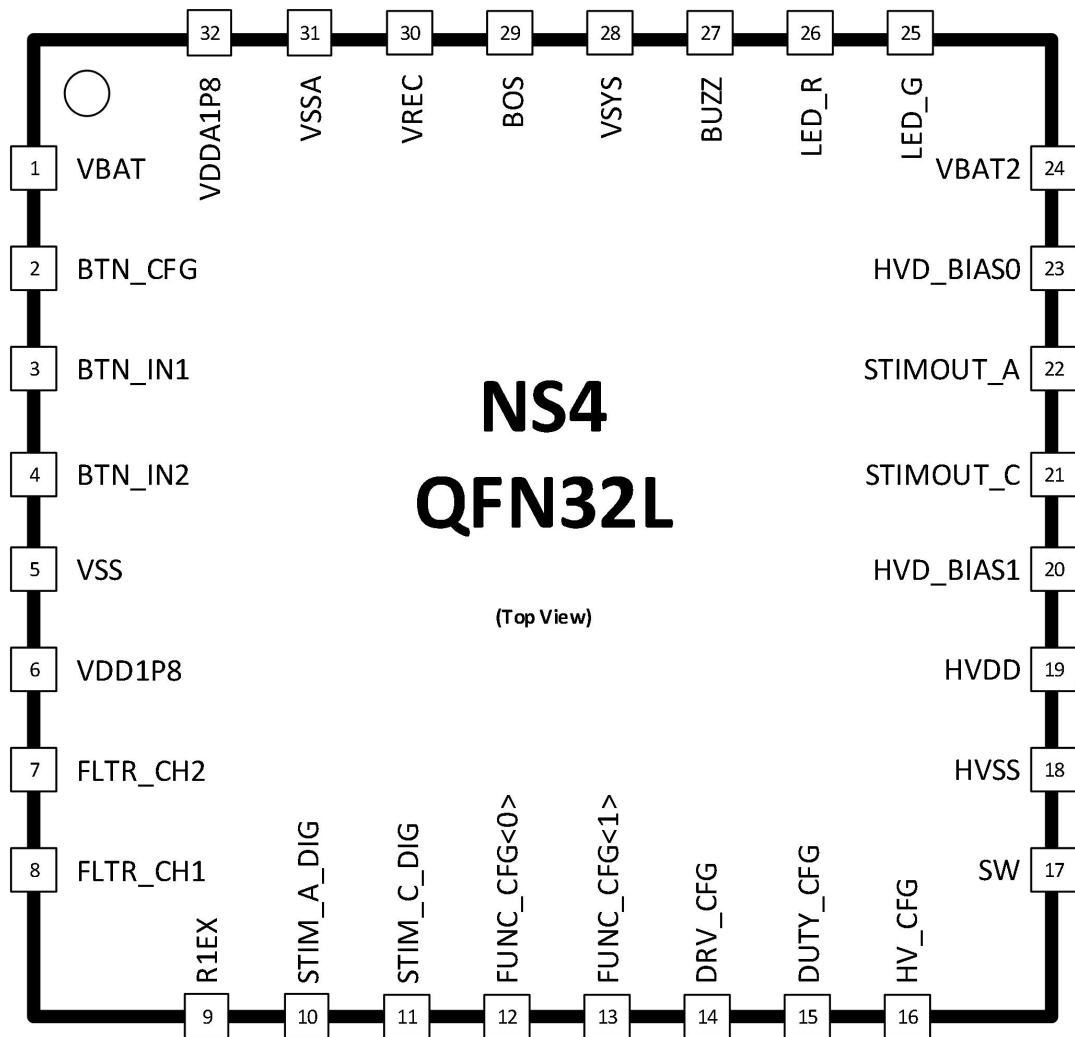 32 31 30 29 28 27 26 25
VDDA1P8
VSSA
VREC
BOS
VSYS
BUZZ
LED_R
LED_G
1 VBAT
2 BTN_CFG
3 BTN_IN1
4 BTN_IN2
5 VSS
6 VDD1P8
7 FLTR_CH2
8 FLTR_CH1
NS4
QFN32L
(Top View)
VBAT2 24
HVD_BIAS0 23
STIMOUT_A 22
STIMOUT_C 21
HVD_BIAS1 20
HVDD 19
HVSS 18
SW 17
R1EX
STIM_A_DIG
STIM_C_DIG
FUNC_CFG<0>
FUNC_CFG<1>
DRV_CFG
DUTY_CFG
HV_CFG
9 10 11 12 13 14 15 16